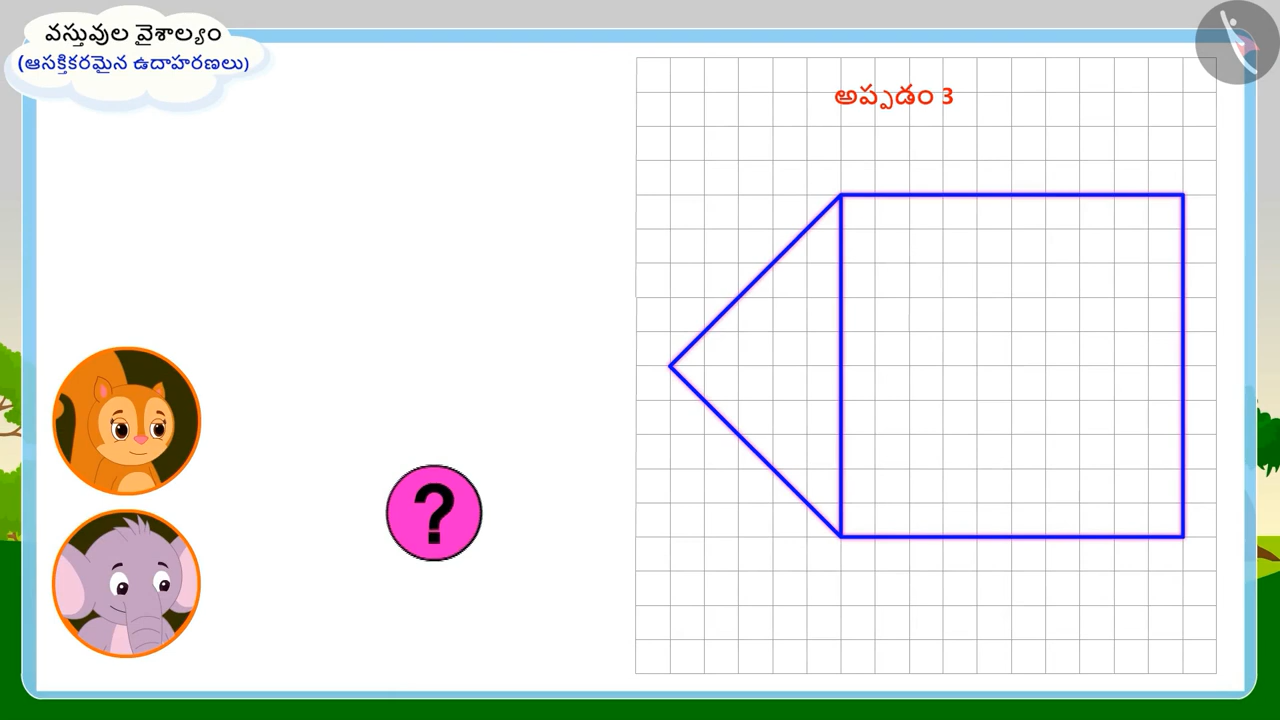 వస్తువుల వైశాల్యం
(ఆసక్తికరమైన ఉదాహరణలు)
అప్పడం 3
?